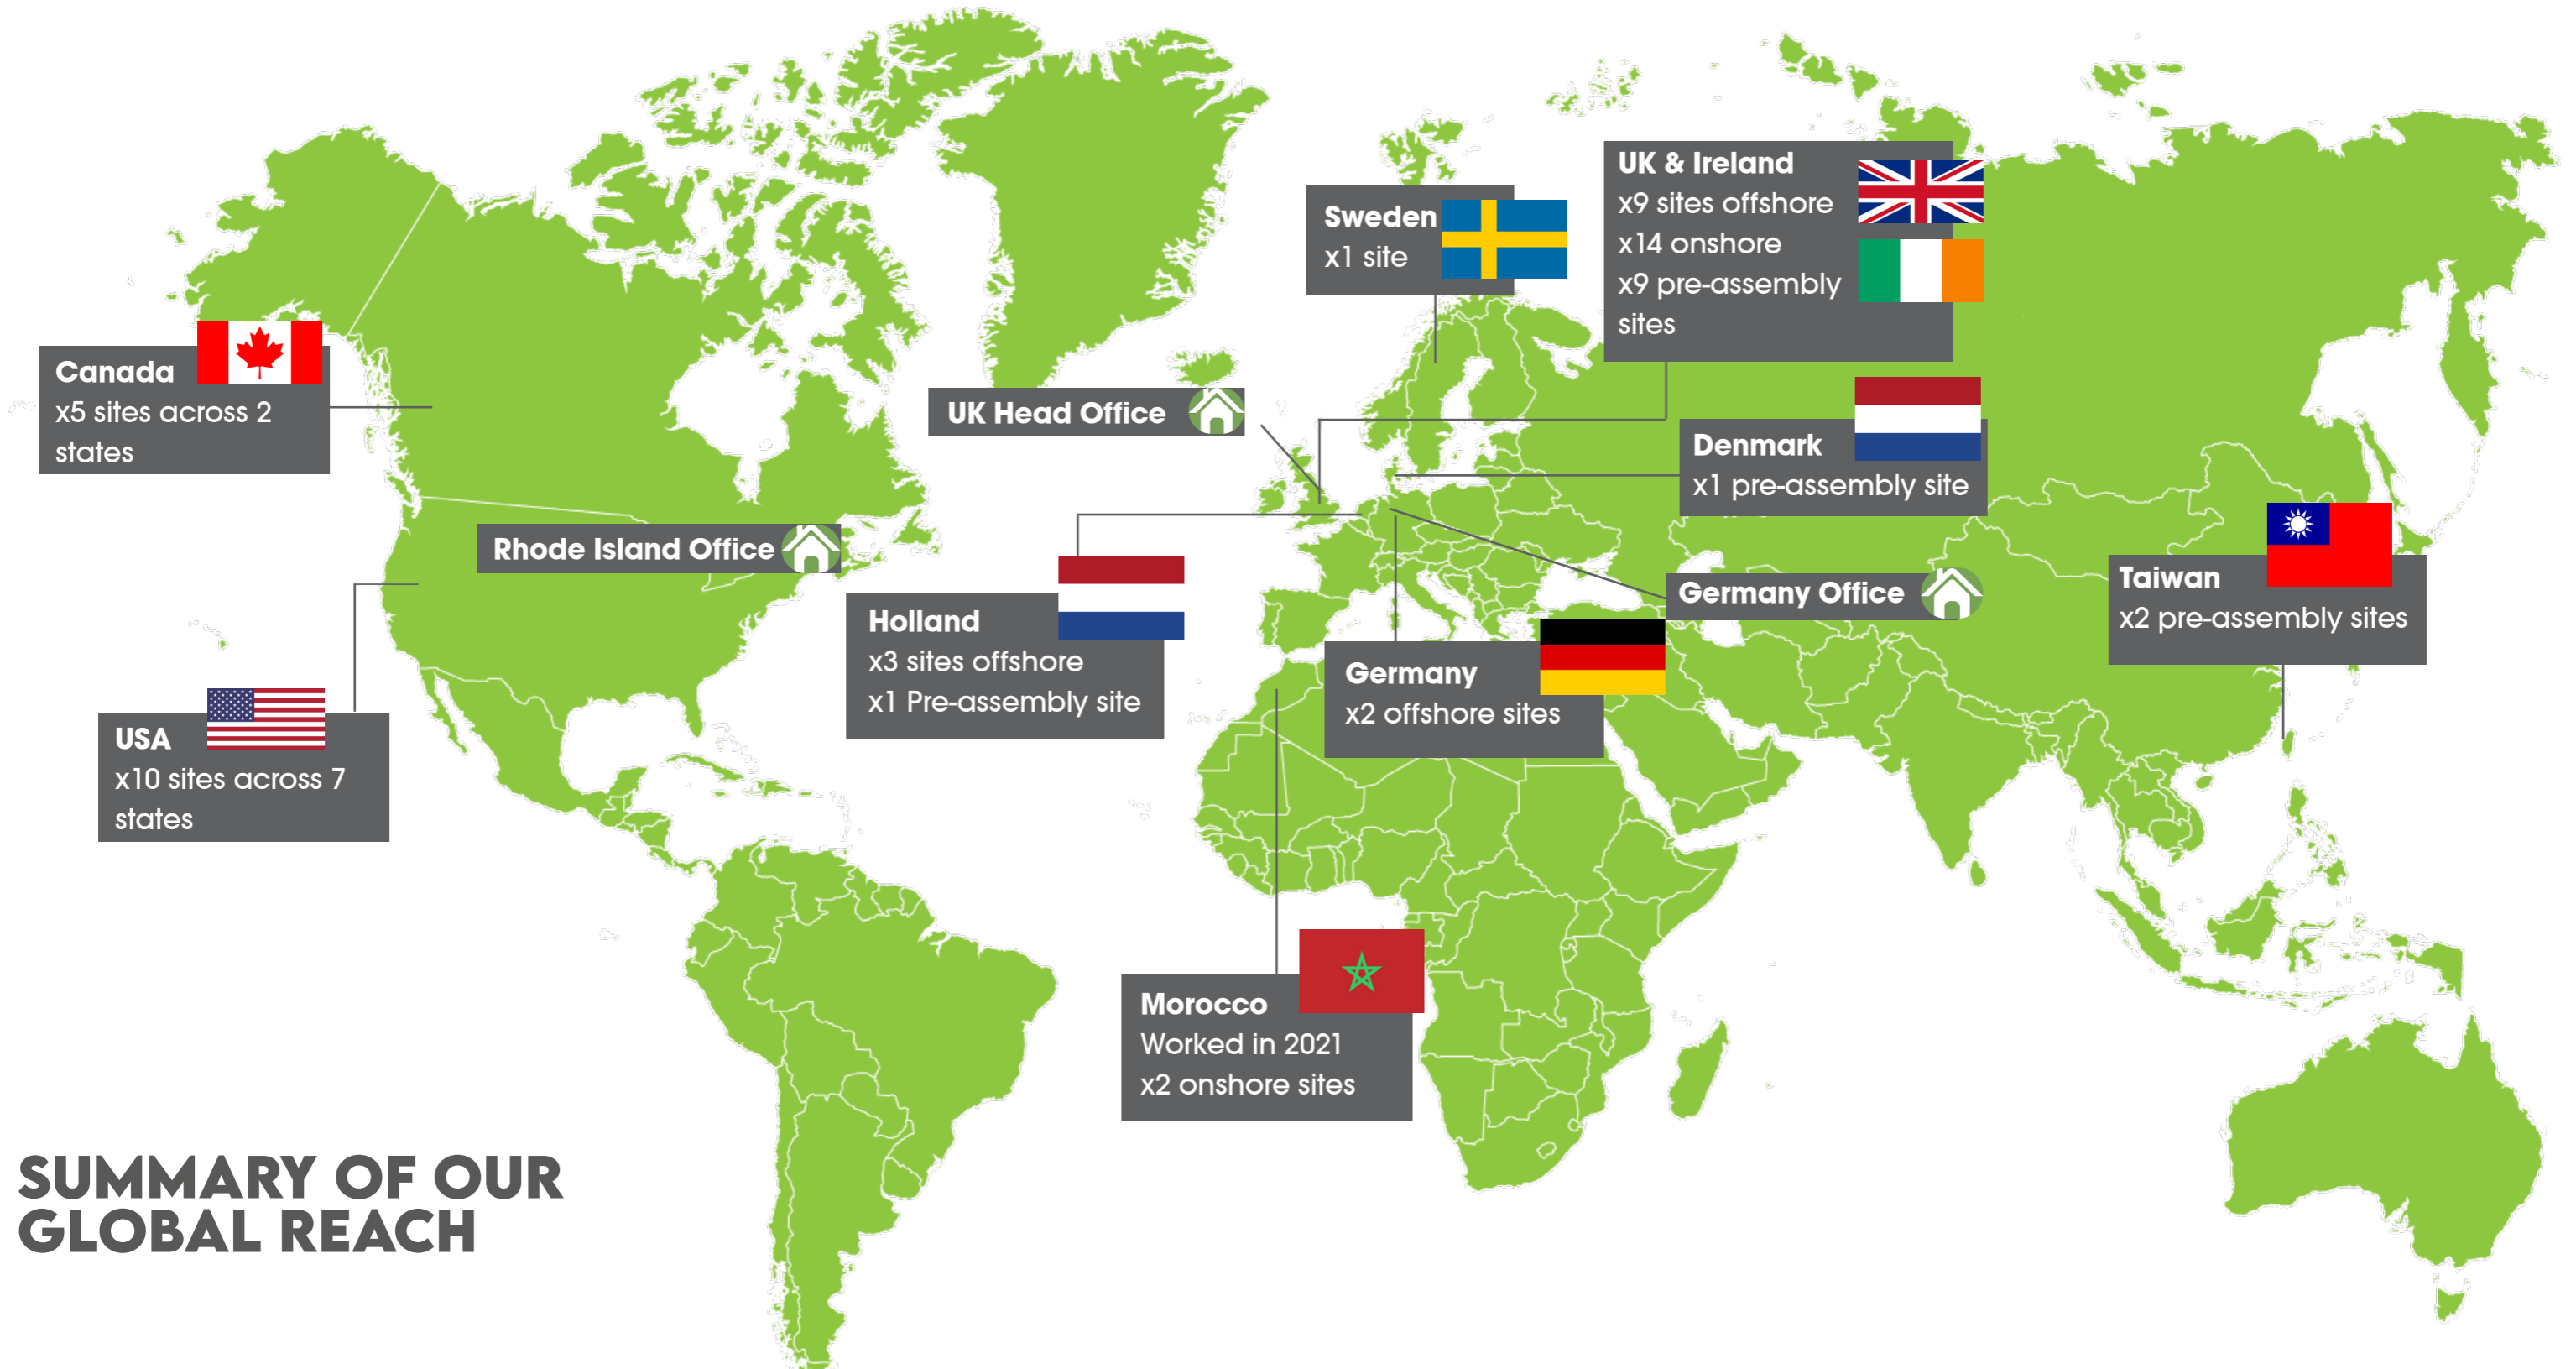 Sweden
x1 site
UK & Ireland
x9 sites offshore
x14 onshore
x9 pre-assembly
sites
Canada
x5 sites across 2
states
UK Head Office
Denmark
x1 pre-assembly site
Rhode Island Office
Holland
x3 sites offshore
x1 Pre-assembly site
Germany Office
Taiwan
x2 pre-assembly sites
Germany
x2 offshore sites
USA
x10 sites across 7
states
Morocco
Worked in 2021
x2 onshore sites
SUMMARY OF OUR
GLOBAL REACH